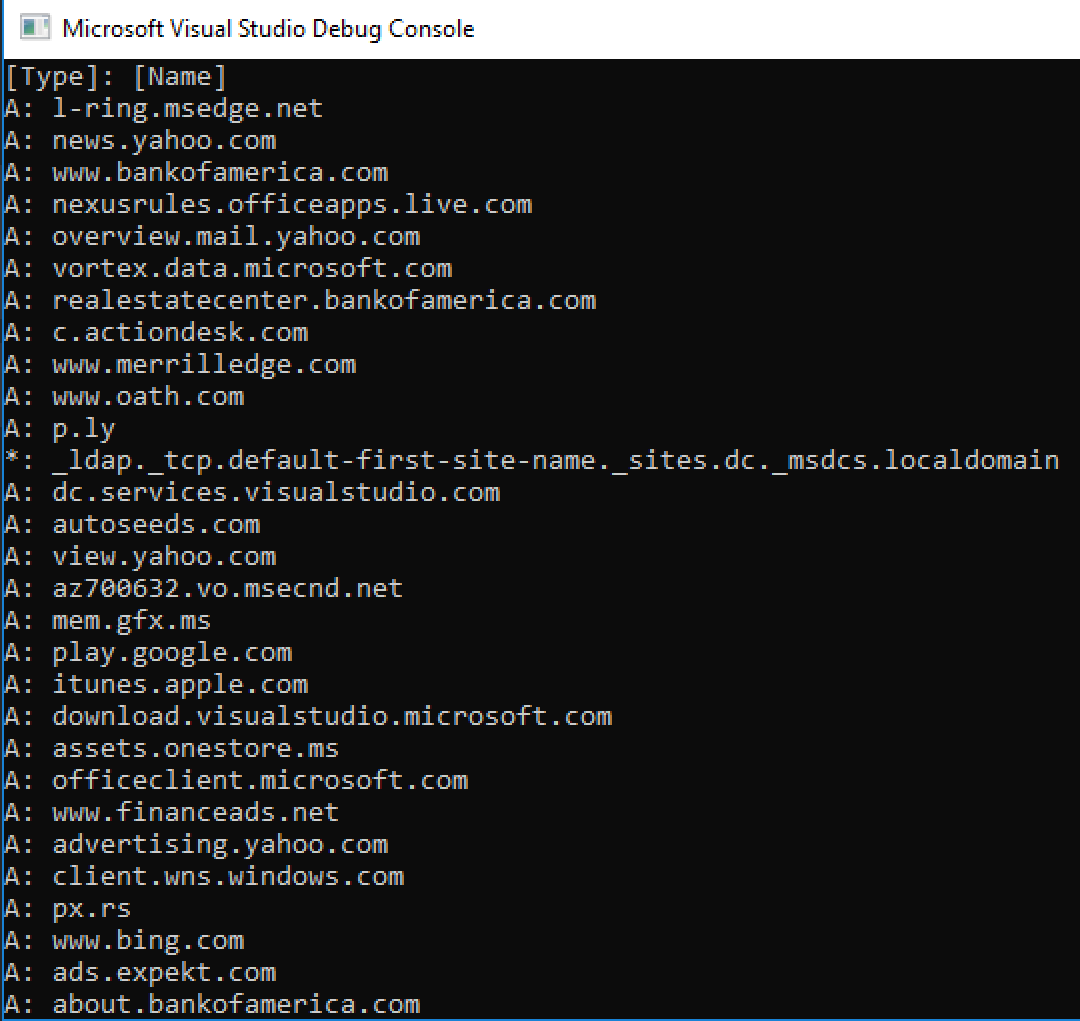 Microsoft Visual Studio Debug Console
[Type]: [Name]
A: l-ring.msedge.net
A: news.yahoo.com
A: www.bankofamerica.com
A: nexusrules.officeapps.live.com
A: overview.mail.yahoo.com
A: vortex.data.microsoft.com
A: realestatecenter.bankofamerica.com
A: c.actiondesk.com
A: www.merrilledge.com
A: www.oath.com
A: p.ly
*: _ldap._tcp.default-first-site-name._sites.dc._msdcs.localdomain
A: dc.services.visualstudio.com
A: autoseeds.com
A: view.yahoo.com
A: az700632.vo.msecnd.net
A: mem.gfx.ms
A: play.google.com
A: itunes.apple.com
A: download.visualstudio.microsoft.com
A: assets.onestore.ms
A: officeclient.microsoft.com
A: www.financeads.net
A: advertising.yahoo.com
A: client.wns.windows.com
A: px.rs
A: www.bing.com
A: ads.expekt.com
A: about.bankofamerica.com